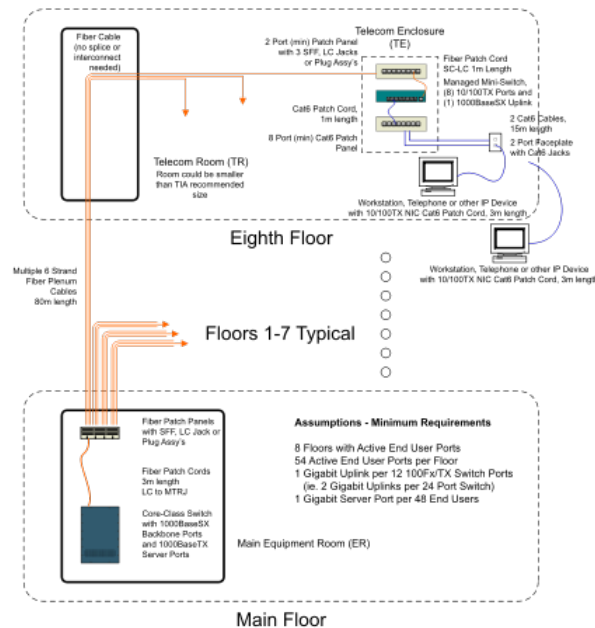 Fiber Cable
(no splice or
interconnect
needed)
2 Port (min) Patch Panel
with 3 SFF, LC Jacks
or Plug Assy's
Telecom Enclosure
(TE)
Fiber Patch Cord
SC-LC 1m Length
Managed Mini-Switch,
(8) 10/100TX Ports and
(1) 1000BaseSX Uplink
Cat6 Patch Cord,
1m length
8 Port (min) Cat6 Patch
Panel
2 Cat6 Cables,
15m length
2 Port Faceplate
with Cat6 Jacks
Telecom Room (TR)
Room could be smaller
than TIA recommended
size
Workstation, Telephone or other IP Device
with 10/100TX NIC Cat6 Patch Cord, 3m length
Eighth Floor
Workstation, Telephone or other IP Device
with 10/100TX NIC Cat6 Patch Cord, 3m lengt
Multiple 6 Strand
Fiber Plenum
Cables
80m length
Floors 1-7 Typical
Fiber Patch Panels
with SFF, LC Jack or
Plug Assy's
Fiber Patch Cords
3m length
LC to MTRJ
Core-Class Switch
with 1000BaseSX
Backbone Ports
and 1000BaseTX
Server Ports
Assumptions - Minimum Requirements
8 Floors with Active End User Ports
54 Active End User Ports per Floor
1 Gigabit Uplink per 12 100Fx/TX Switch Ports
(ie. 2 Gigabit Uplinks per 24 Port Switch)
1 Gigabit Server Port per 48 End Users
Main Equipment Room (ER)
Main Floor